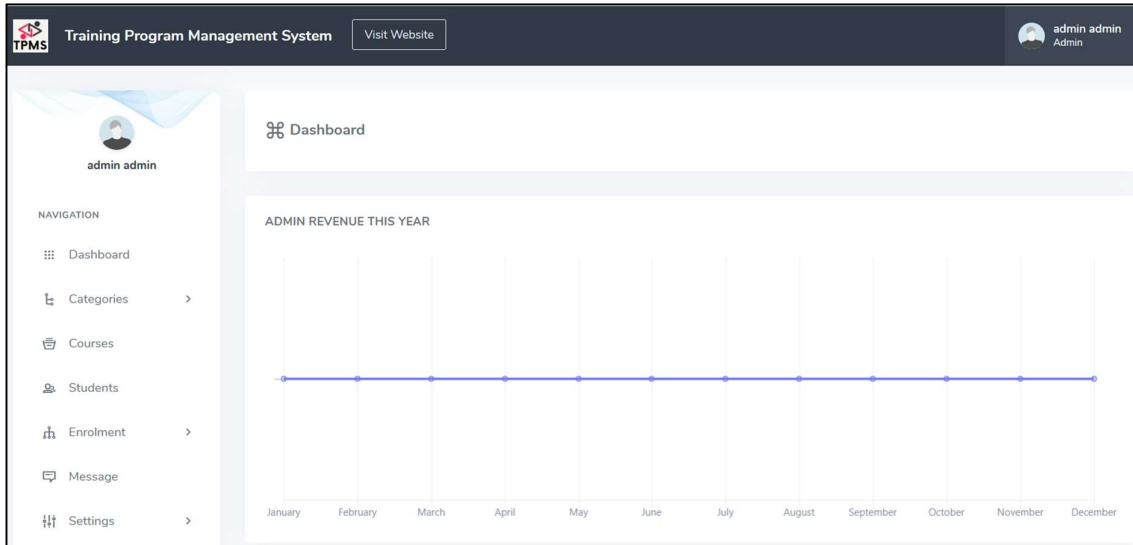 TPMS
Training Program Management System
Visit Website
admin admin
Admin
admin admin
NAVIGATION
Dashboard
Categories
Courses
Students
Enrolment
Message
Settings
Dashboard
ADMIN REVENUE THIS YEAR
January February March April May June July August September October November December